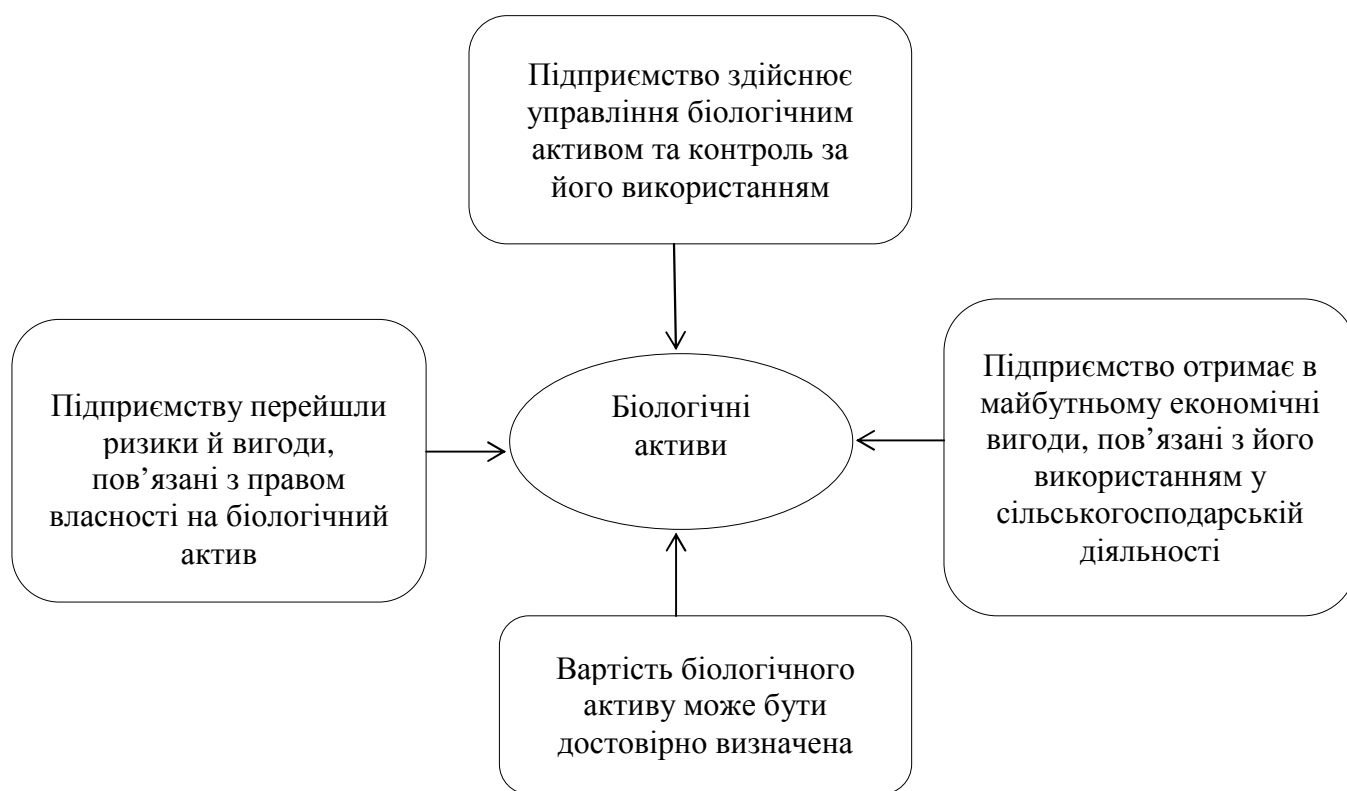 Підприємство здійснює
управління біологічним
активом та контроль за
його використанням
Підприємству перейшли
ризики й вигоди,
пов’язані з правом
власності на біологічний
актив
Біологічні
активи
Підприємство отримає в
майбутньому економічні
вигоди, пов’язані з його
використанням у
сільськогосподарській
діяльності
Вартість біологічного
активу може бути
достовірно визначена